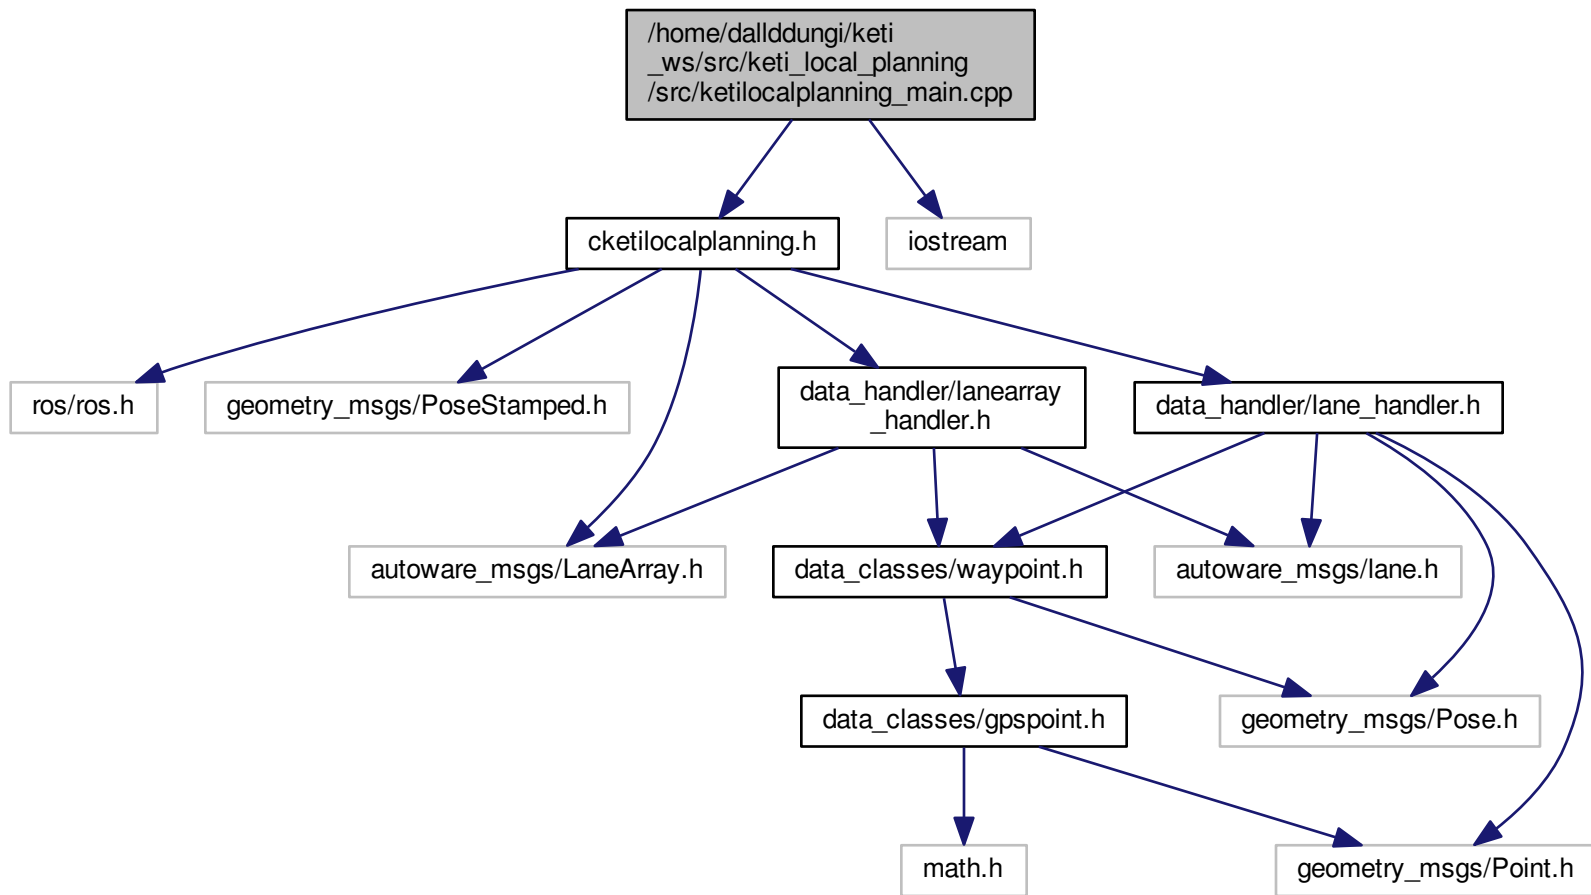 /home/dallddungi/keti
_ws/src/keti_local_planning
/src/ketilocalplanning_main.cpp
cketilocalplanning.h
iostream
ros/ros.h
geometry_msgs/PoseStamped.h
data_handler/lanearray
_handler.h
data_handler/lane_handler.h
autoware_msgs/LaneArray.h
data_classes/waypoint.h
autoware_msgs/lane.h
data_classes/gpspoint.h
geometry_msgs/Pose.h
math.h
geometry_msgs/Point.h